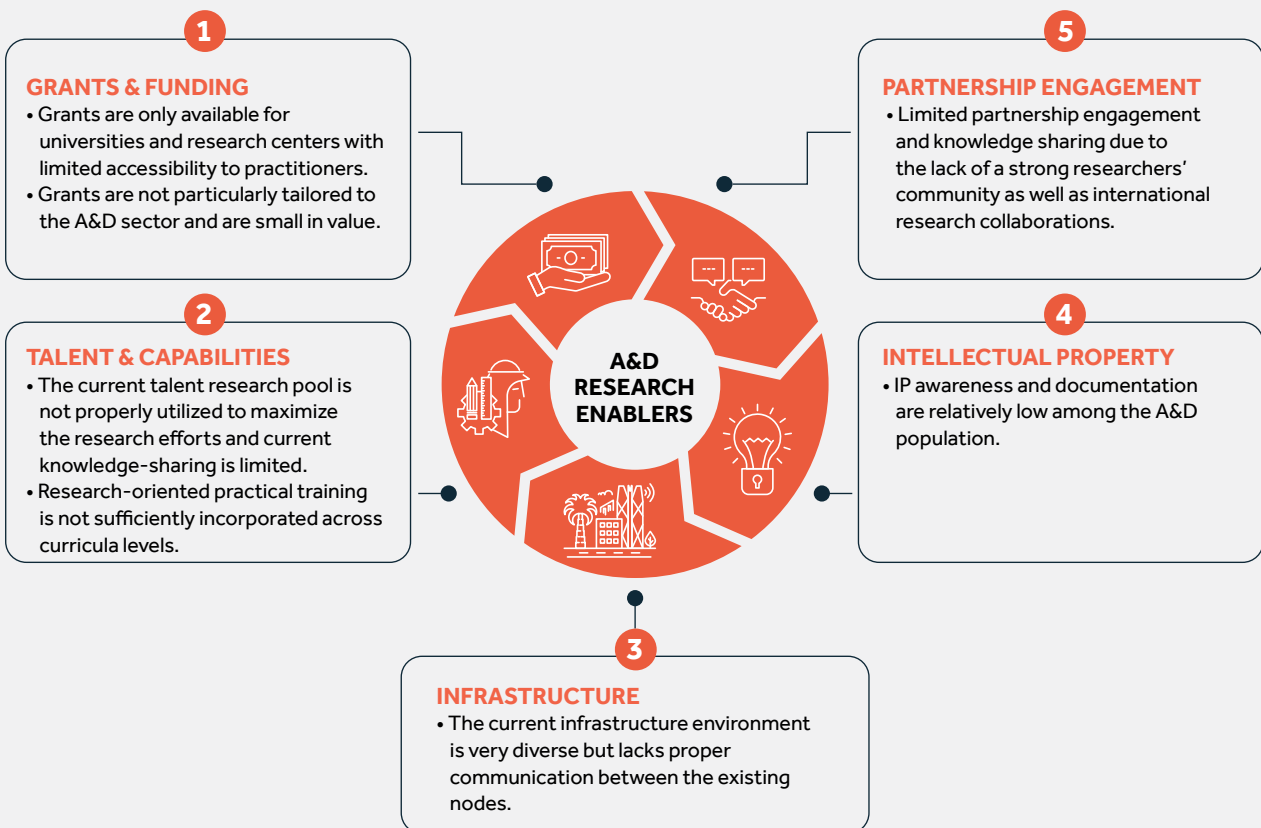 1
GRANTS & FUNDING
• Grants are only available for
universities and research centers with
limited accessibility to practitioners.
• Grants are not particularly tailored to
the A&D sector and are small in value.
2
TALENT & CAPABILITIES
• The current talent research pool is
not properly utilized to maximize
the research efforts and current
knowledge-sharing is limited.
• Research-oriented practical training
is not sufficiently incorporated across
curricula levels.
A&D
RESEARCH
ENABLERS
3
INFRASTRUCTURE
• The current infrastructure environment
is very diverse but lacks proper
communication between the existing
nodes.
4
INTELLECTUAL PROPERTY
• IP awareness and documentation
are relatively low among the A&D
population.
5
PARTNERSHIP ENGAGEMENT
• Limited partnership engagement
and knowledge sharing due to
the lack of a strong researchers’
community as well as international
research collaborations.